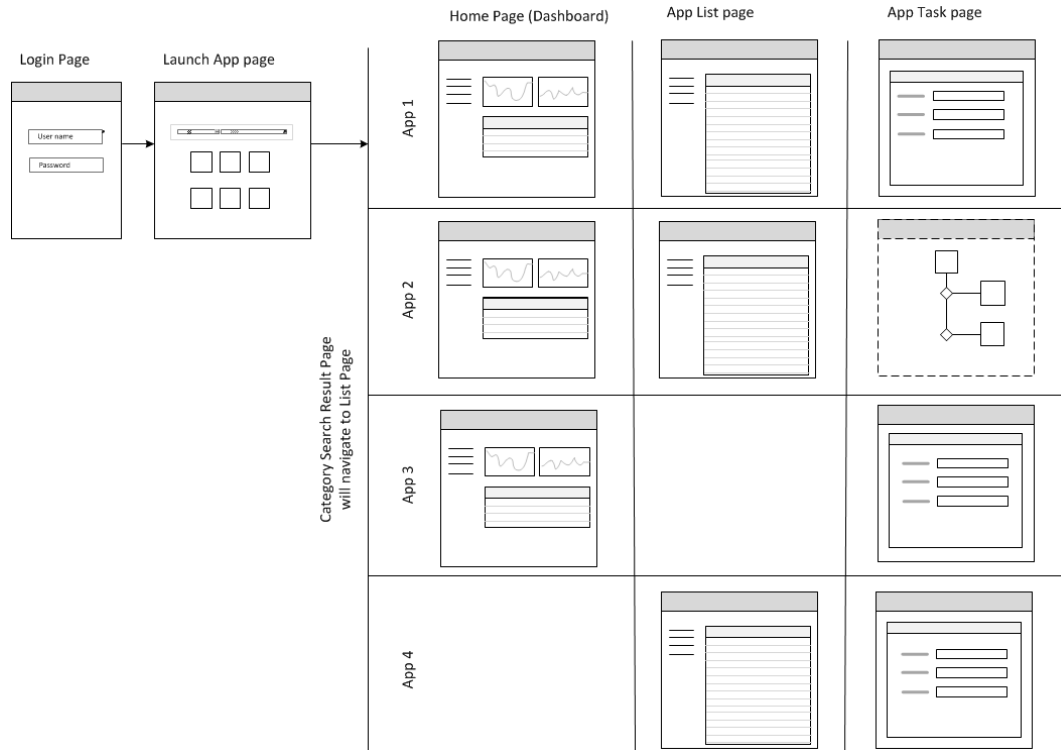 Home Page (Dashboard)
App List page
App Task page
Login Page
Launch App page
User name
Password
App 1
App 2
Category Search Result Page
will navigate to List Page
App 3
App 4